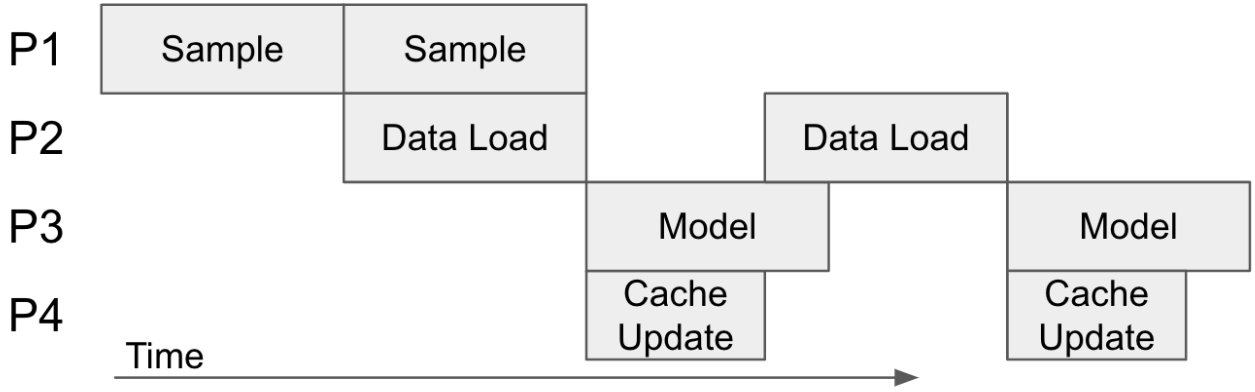 P1 Sample Sample
P2 Data Load Data Load
P3 Model Model
P4 Cache Update Cache Update
Time